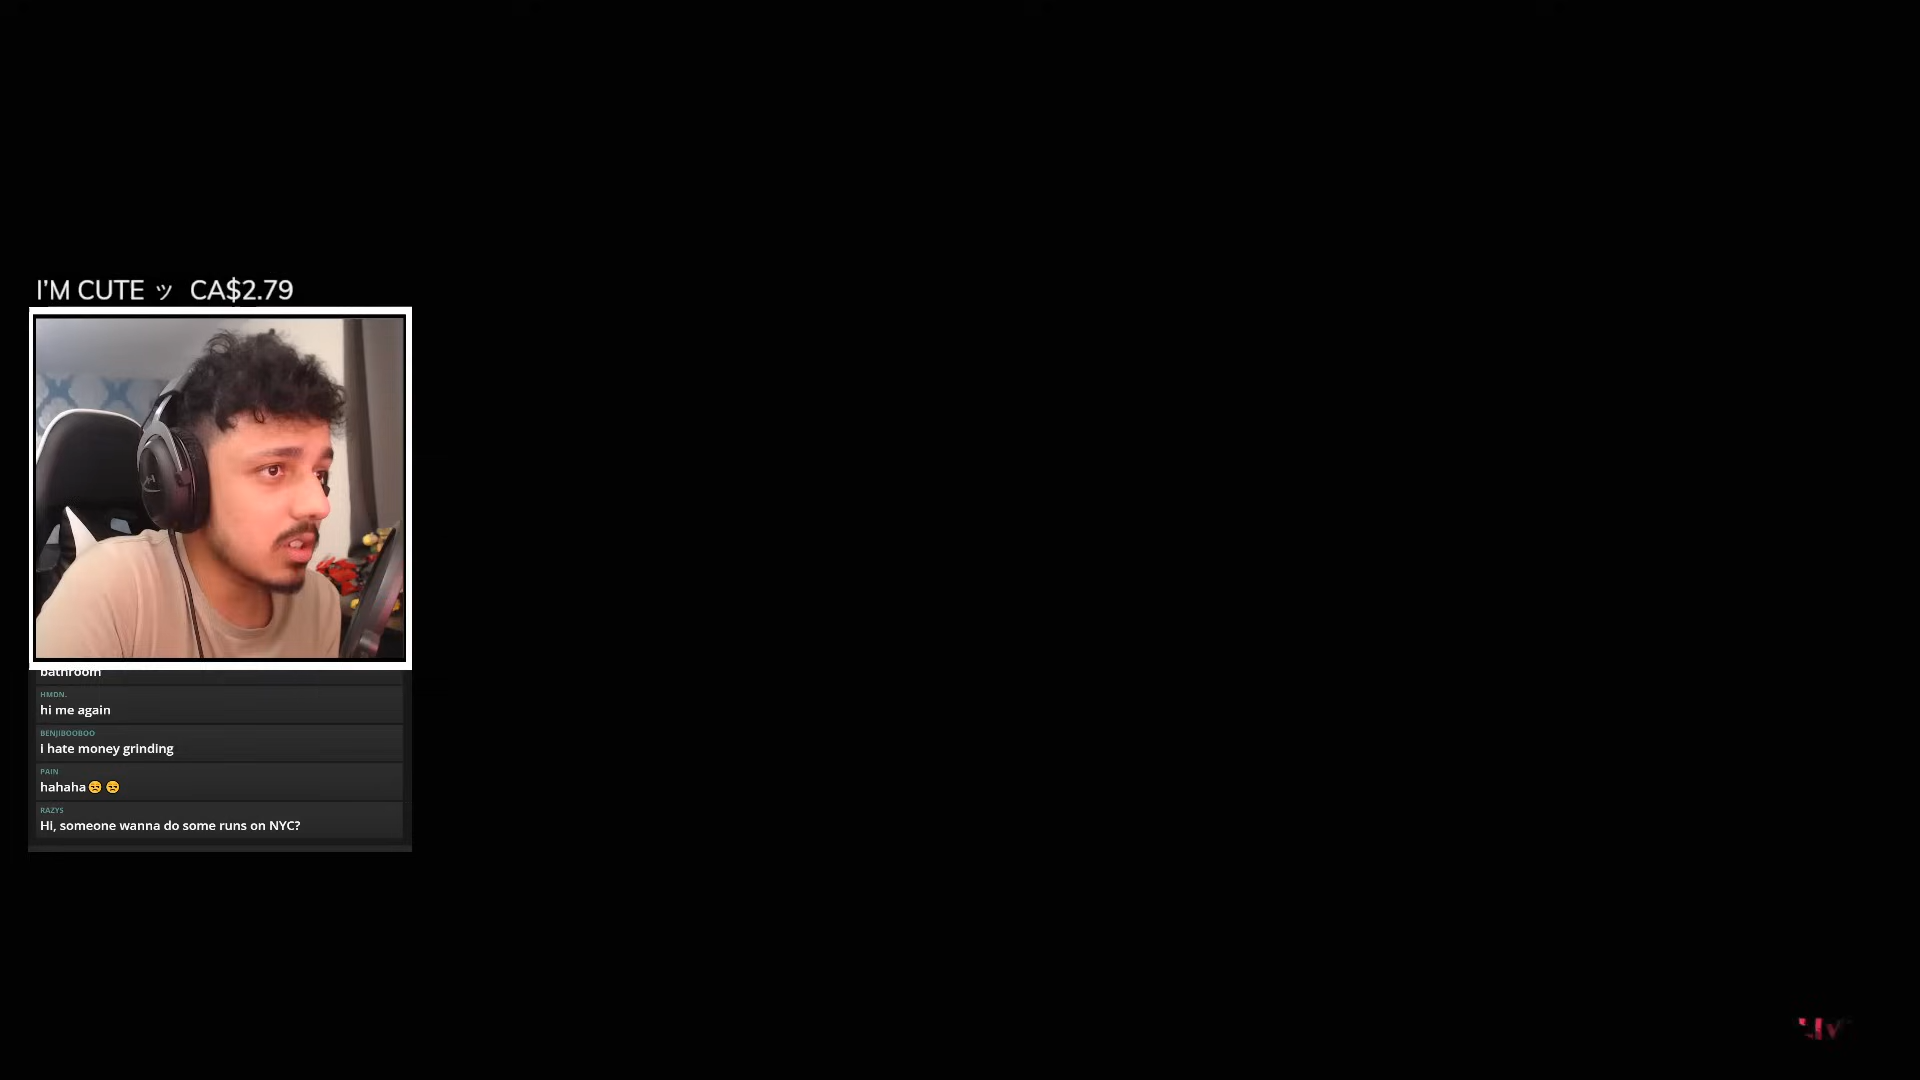 I'M CUTE ッ CA$2.79
bathroom
HMDN.
hi me again
BENJIBOOBOO
I hate money grinding
PAIN
hahaha😒 😒
RAZYS
Hi, someone wanna do some runs on NYC?